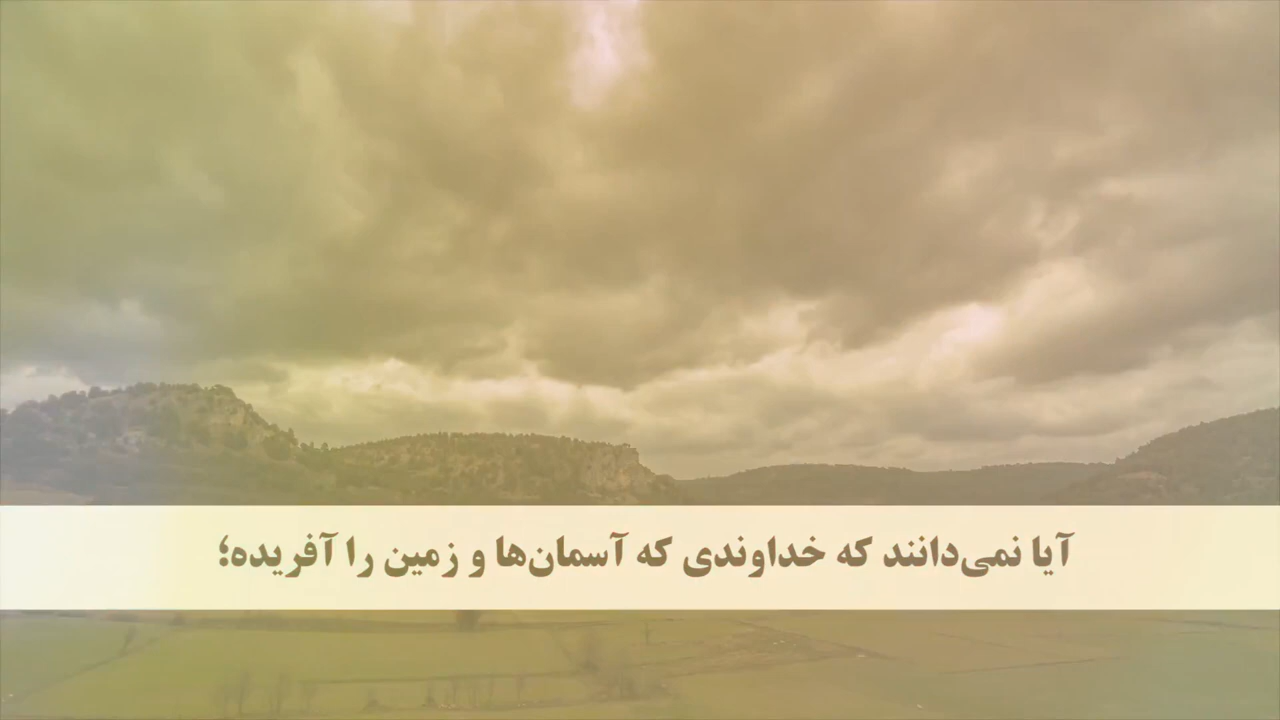 آیا نمی‌دانند که خداوندی که آسمان‌ها و زمین را آفریده؛